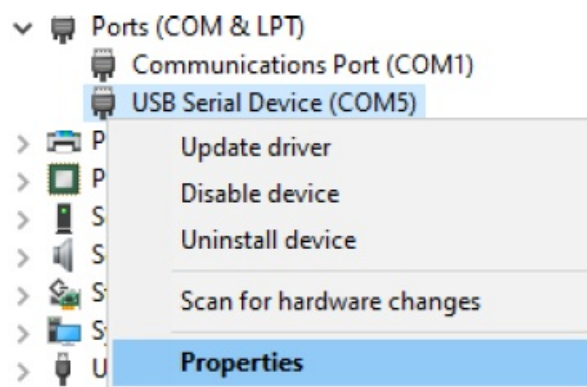 Ports (COM & LPT)
Communications Port (COM1)
USB Serial Device (COM5)
P
Update driver
P
Disable device
S
Uninstall device
S
S
Scan for hardware changes
S
U
Properties